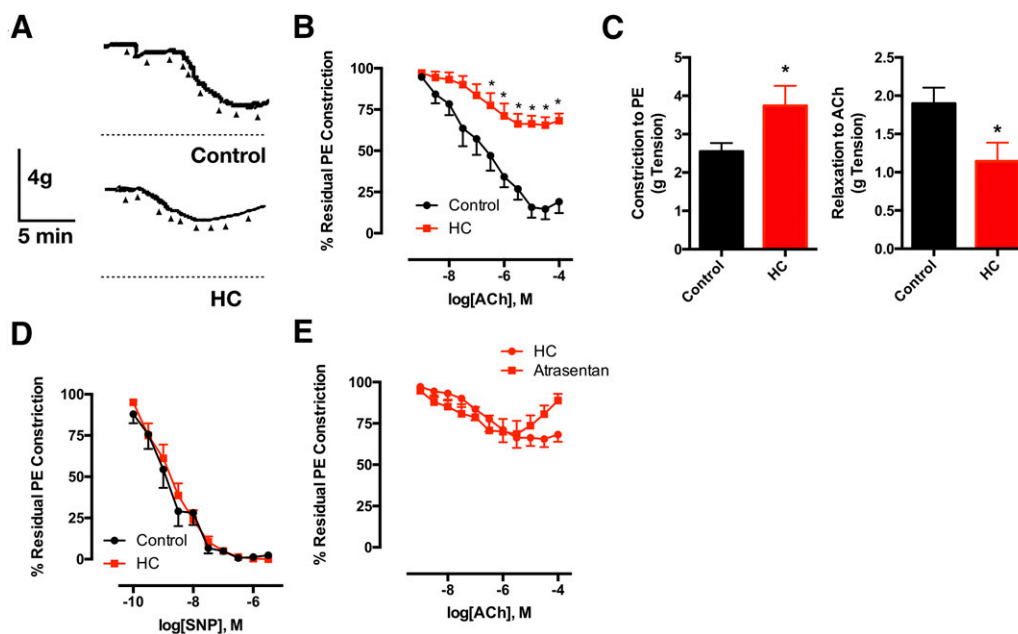 A
Control
4g
5 min
HC
B
% Residual PE Constriction
100
75
50
25
0
* * * * * *
Control
HC
-8 -6 -4
log[ACh], M
C
Constriction to PE
(g Tension)
5
4
3
2
1
0
*
Control HC
Relaxation to ACh
(g Tension)
2.5
2.0
1.5
1.0
0.5
0.0
*
Control HC
D
% Residual PE Constriction
100
75
50
25
0
Control
HC
-10 -8 -6
log[SNP], M
E
% Residual PE Constriction
100
75
50
25
0
HC
Atrasentan
-8 -6 -4
log[ACh], M